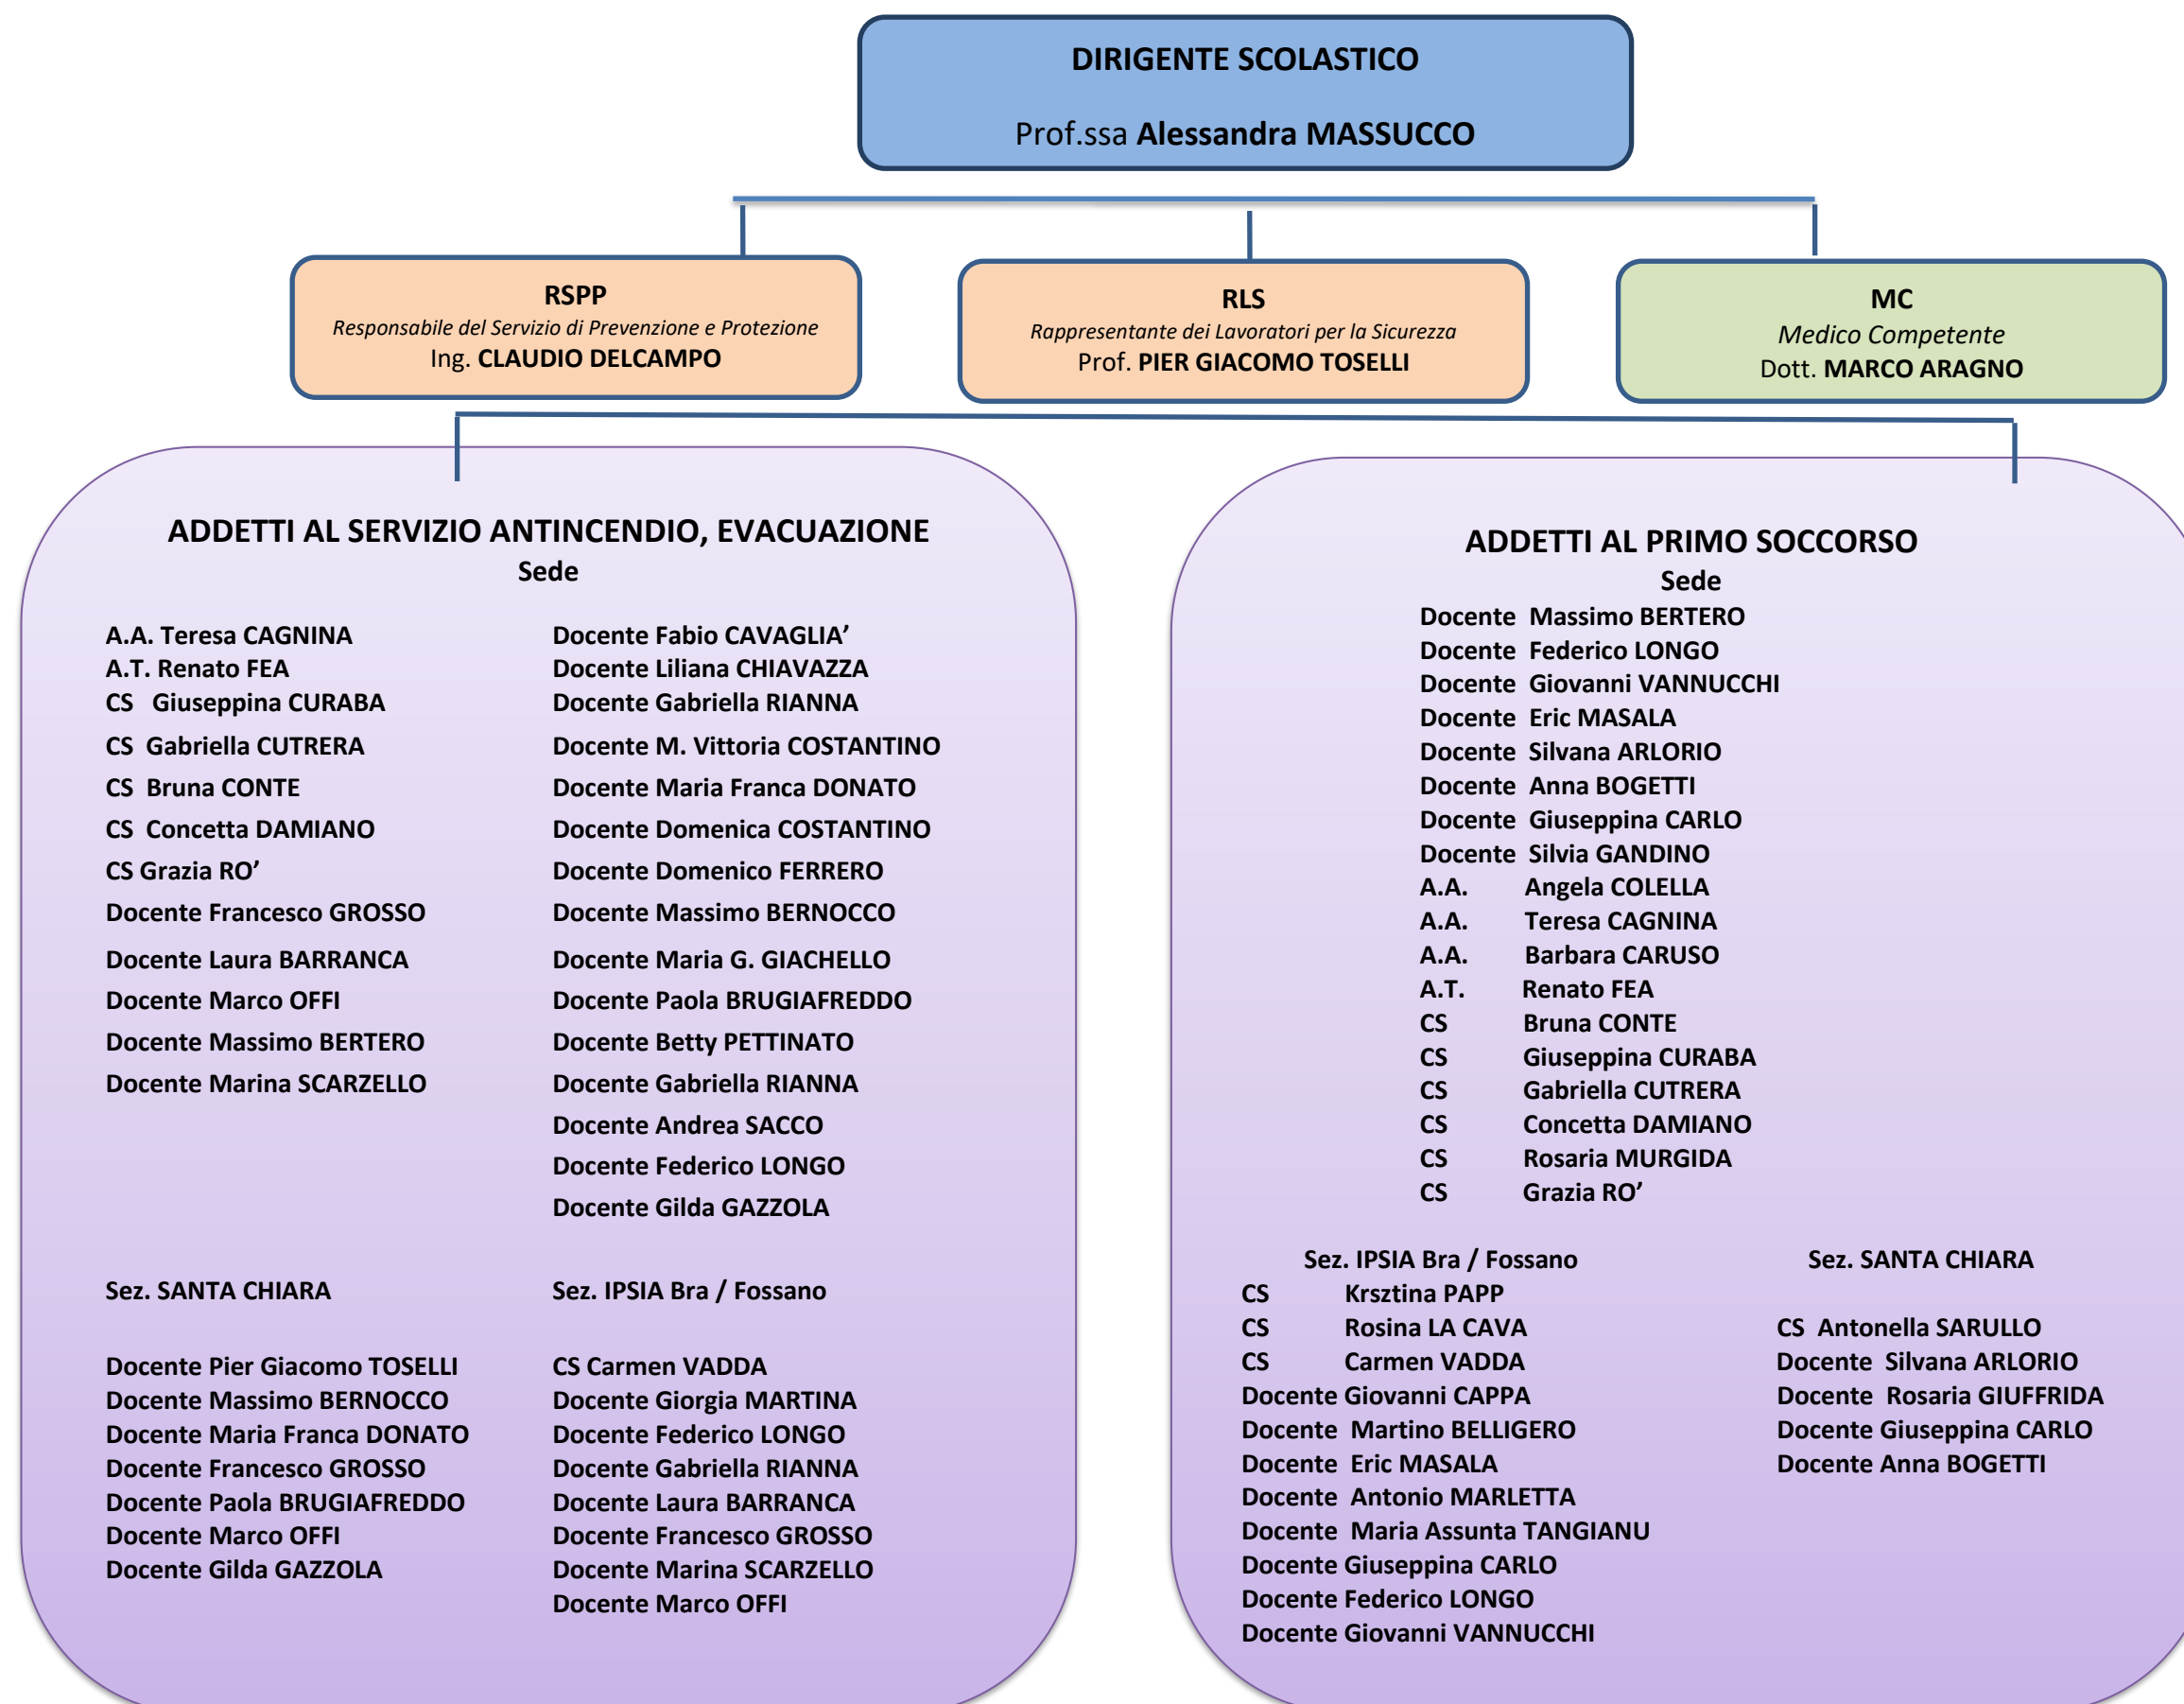 DIRIGENTE SCOLASTICO
Prof.ssa Alessandra MASSUCCO
RSPP
Responsabile del Servizio di Prevenzione e Protezione
Ing. CLAUDIO DELCAMPO
RLS
Rappresentante dei Lavoratori per la Sicurezza
Prof. PIER GIACOMO TOSELLI
MC
Medico Competente
Dott. MARCO ARAGNO
ADDETTI AL SERVIZIO ANTINCENDIO, EVACUAZIONE
Sede
A.A. Teresa CAGNINA
A.T. Renato FEA
CS Giuseppina CURABA
CS Gabriella CUTRERA
CS Bruna CONTE
CS Concetta DAMIANO
CS Grazia RO’
Docente Francesco GROSSO
Docente Laura BARRANCA
Docente Marco OFFI
Docente Massimo BERTERO
Docente Marina SCARZELLO
Docente Fabio CAVAGLIA’
Docente Liliana CHIAVAZZA
Docente Gabriella RIANNA
Docente M. Vittoria COSTANTINO
Docente Maria Franca DONATO
Docente Domenica COSTANTINO
Docente Domenico FERRERO
Docente Massimo BERNOCCO
Docente Maria G. GIACHELLO
Docente Paola BRUGIAFREDDO
Docente Betty PETTINATO
Docente Gabriella RIANNA
Docente Andrea SACCO
Docente Federico LONGO
Docente Gilda GAZZOLA
Sez. SANTA CHIARA
Docente Pier Giacomo TOSELLI
Docente Massimo BERNOCCO
Docente Maria Franca DONATO
Docente Francesco GROSSO
Docente Paola BRUGIAFREDDO
Docente Marco OFFI
Docente Gilda GAZZOLA
Sez. IPSIA Bra / Fossano
CS Carmen VADDA
Docente Giorgia MARTINA
Docente Federico LONGO
Docente Gabriella RIANNA
Docente Laura BARRANCA
Docente Francesco GROSSO
Docente Marina SCARZELLO
Docente Marco OFFI
ADDETTI AL PRIMO SOCCORSO
Sede
Docente Massimo BERTERO
Docente Federico LONGO
Docente Giovanni VANNUCCHI
Docente Eric MASALA
Docente Silvana ARLORIO
Docente Anna BOGETTI
Docente Giuseppina CARLO
Docente Silvia GANDINO
A.A. Angela COLELLA
A.A. Teresa CAGNINA
A.A. Barbara CARUSO
A.T. Renato FEA
CS Bruna CONTE
CS Giuseppina CURABA
CS Gabriella CUTRERA
CS Concetta DAMIANO
CS Rosaria MURGIDA
CS Grazia RO’
Sez. IPSIA Bra / Fossano
CS Krsztina PAPP
CS Rosina LA CAVA
CS Carmen VADDA
Docente Giovanni CAPPA
Docente Martino BELLIGERO
Docente Eric MASALA
Docente Antonio MARLETTA
Docente Maria Assunta TANGIANU
Docente Giuseppina CARLO
Docente Federico LONGO
Docente Giovanni VANNUCCHI
Sez. SANTA CHIARA
CS Antonella SARULLO
Docente Silvana ARLORIO
Docente Rosaria GIUFFRIDA
Docente Giuseppina CARLO
Docente Anna BOGETTI